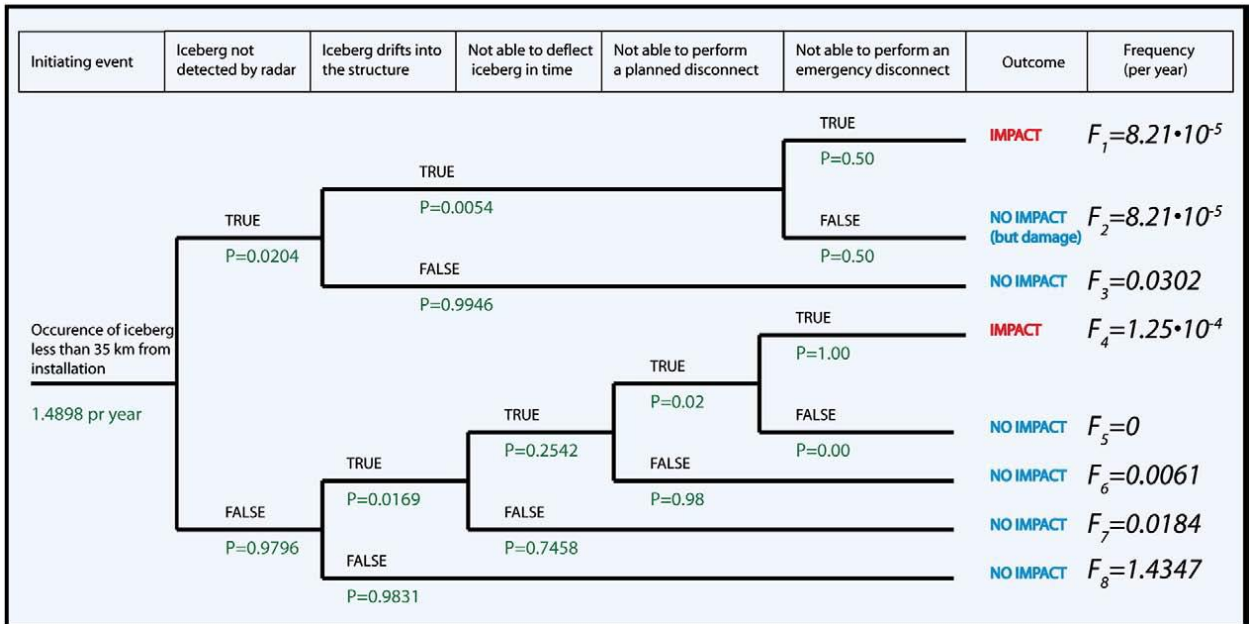 Initiating event
Iceberg not
detected by radar
Iceberg drifts into
the structure
Not able to deflect
iceberg in time
Not able to perform
a planned disconnect
Not able to perform an
emergency disconnect
Outcome
Frequency
(per year)
TRUE
P=0.50
IMPACT
F₁=8.21•10⁻⁵
TRUE
P=0.0054
FALSE
P=0.50
NO IMPACT
(but damage)
F₂=8.21•10⁻⁵
TRUE
P=0.0204
FALSE
P=0.9946
NO IMPACT
F₃=0.0302
Occurence of iceberg
less than 35 km from
installation
1.4898 pr year
TRUE
P=1.00
IMPACT
F₄=1.25•10⁻⁴
TRUE
P=0.02
FALSE
P=0.00
NO IMPACT
F₅=0
TRUE
P=0.2542
FALSE
P=0.98
NO IMPACT
F₆=0.0061
TRUE
P=0.0169
FALSE
P=0.7458
NO IMPACT
F₇=0.0184
FALSE
P=0.9796
FALSE
P=0.9831
NO IMPACT
F₈=1.4347